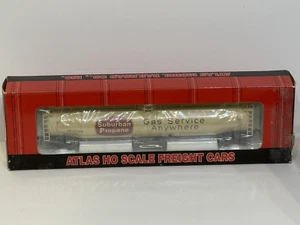 Suburban
Propane
Gas Service
Anywhere
ATLAS HO SCALE FREIGHT CARS